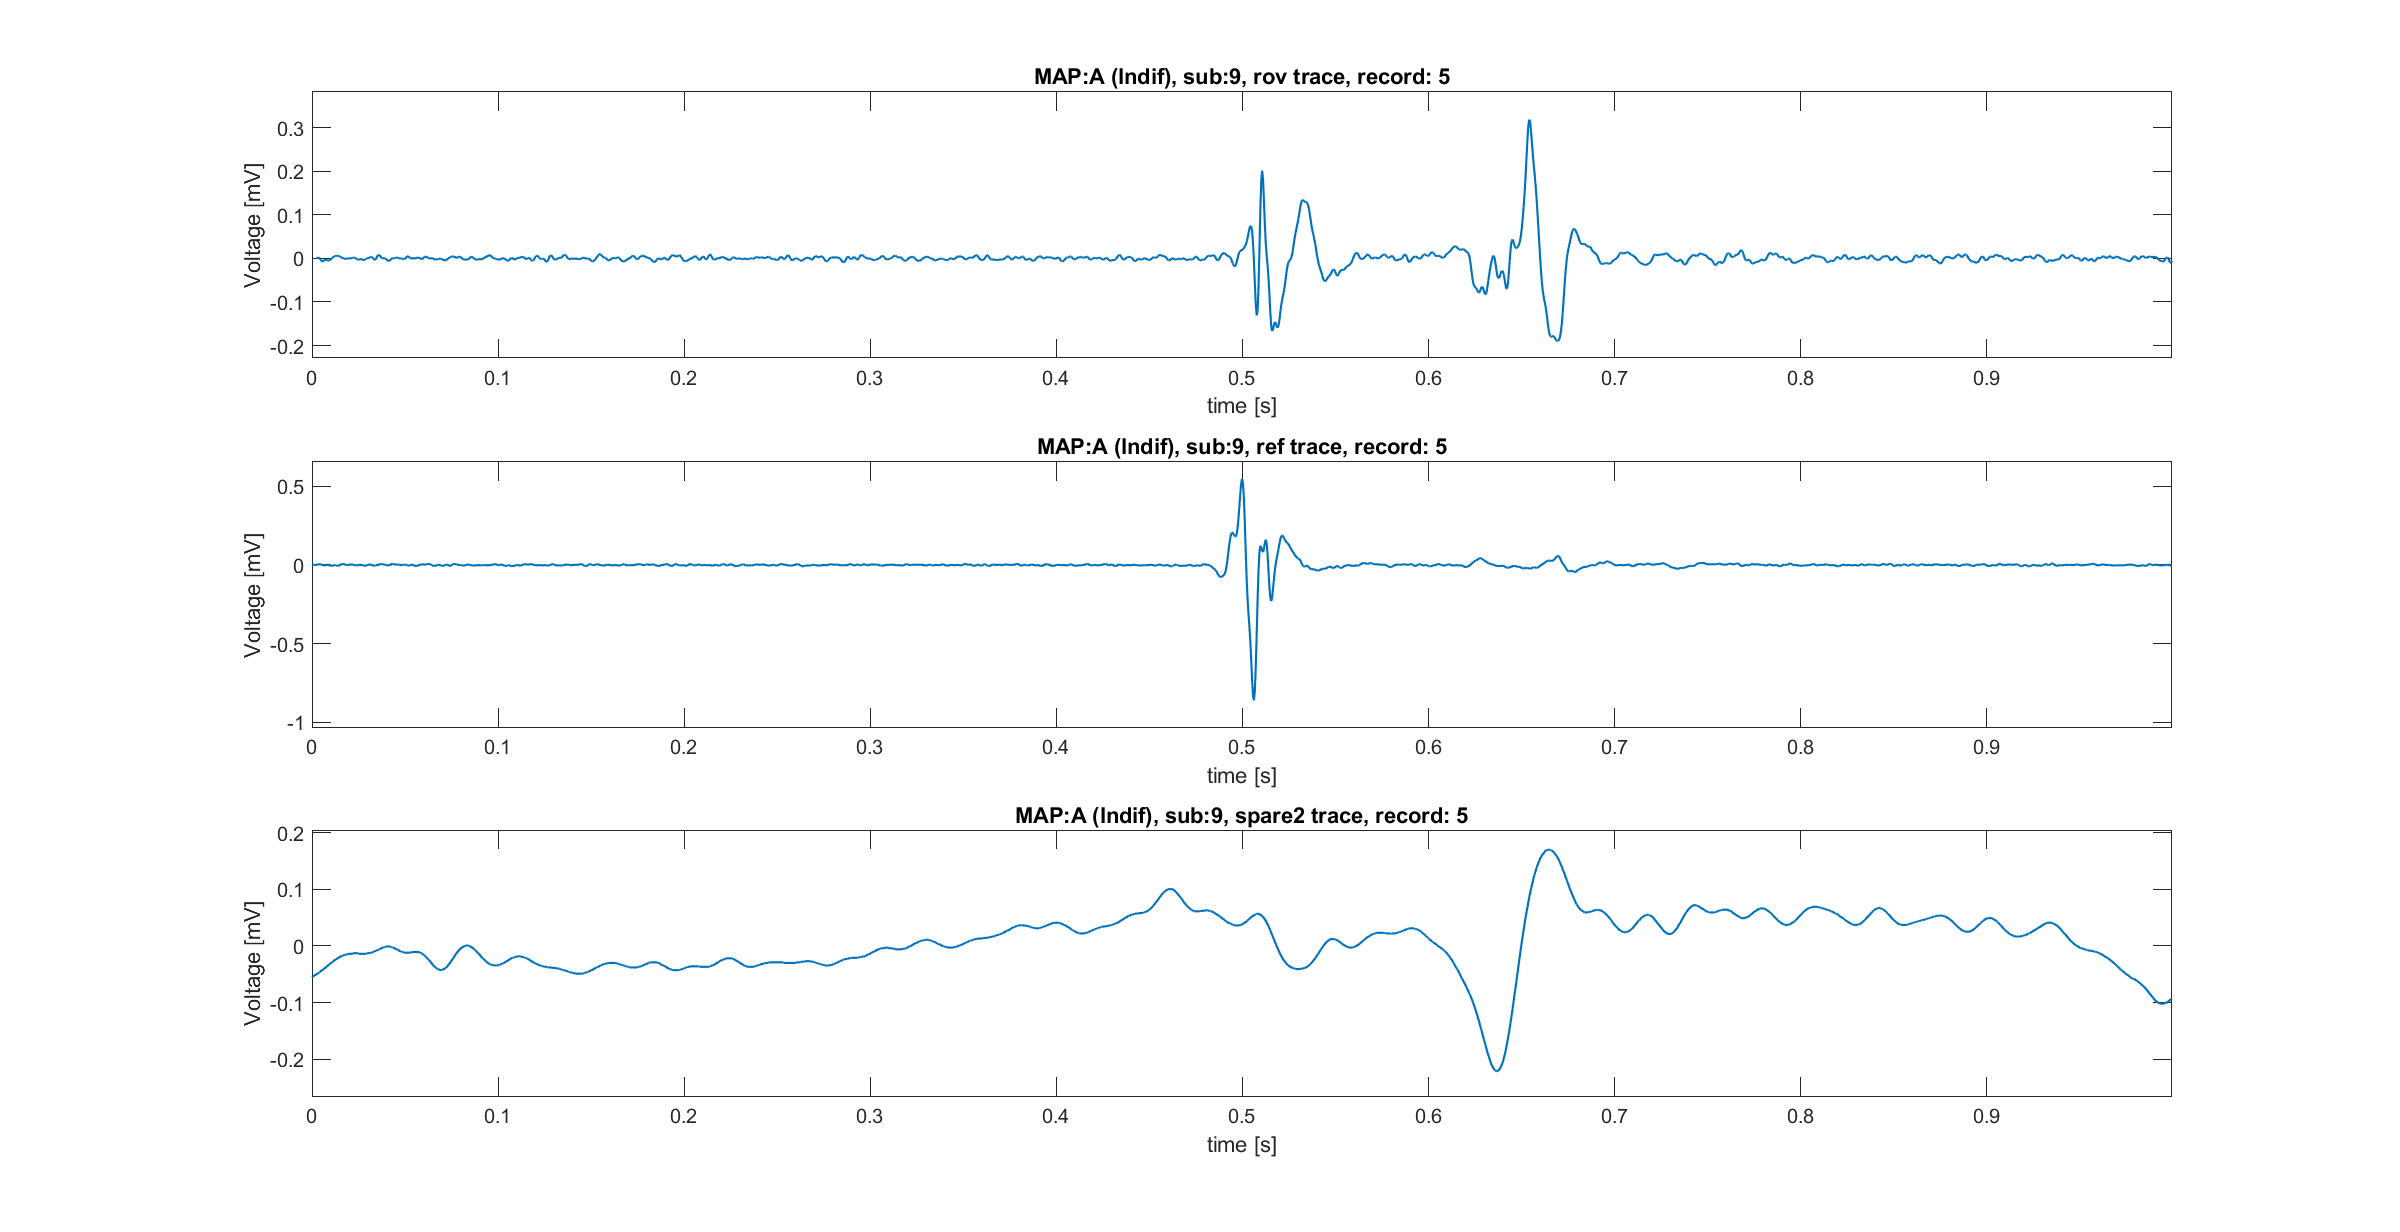 MAP:A (Indif), sub:9, rov trace, record: 5
Voltage [mV]
0.3
0.2
0.1
0
-0.1
-0.2
0 0.1 0.2 0.3 0.4 0.5 0.6 0.7 0.8 0.9
time [s]
MAP:A (Indif), sub:9, ref trace, record: 5
Voltage [mV]
0.5
0
-0.5
-1
0 0.1 0.2 0.3 0.4 0.5 0.6 0.7 0.8 0.9
time [s]
MAP:A (Indif), sub:9, spare2 trace, record: 5
Voltage [mV]
0.2
0.1
0
-0.1
-0.2
0 0.1 0.2 0.3 0.4 0.5 0.6 0.7 0.8 0.9
time [s]